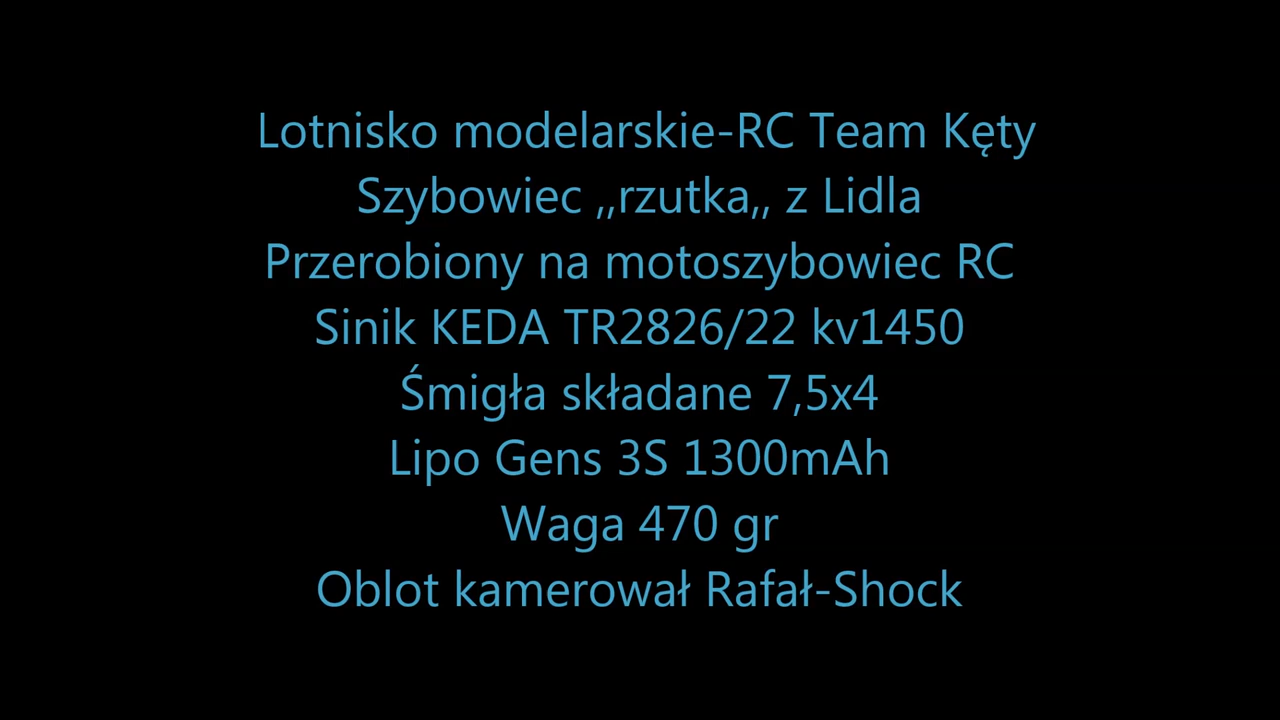 Lotnisko modelarskie-RC Team Kęty
Szybowiec ,,rzutka,, z Lidla
Przerobiony na motoszybowiec RC
Sinik KEDA TR2826/22 kv1450
Śmigła składane 7,5x4
Lipo Gens 3S 1300mAh
Waga 470 gr
Oblot kamerował Rafał-Shock